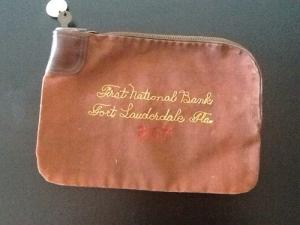 First National Bank
Fort Lauderdale, Fla.